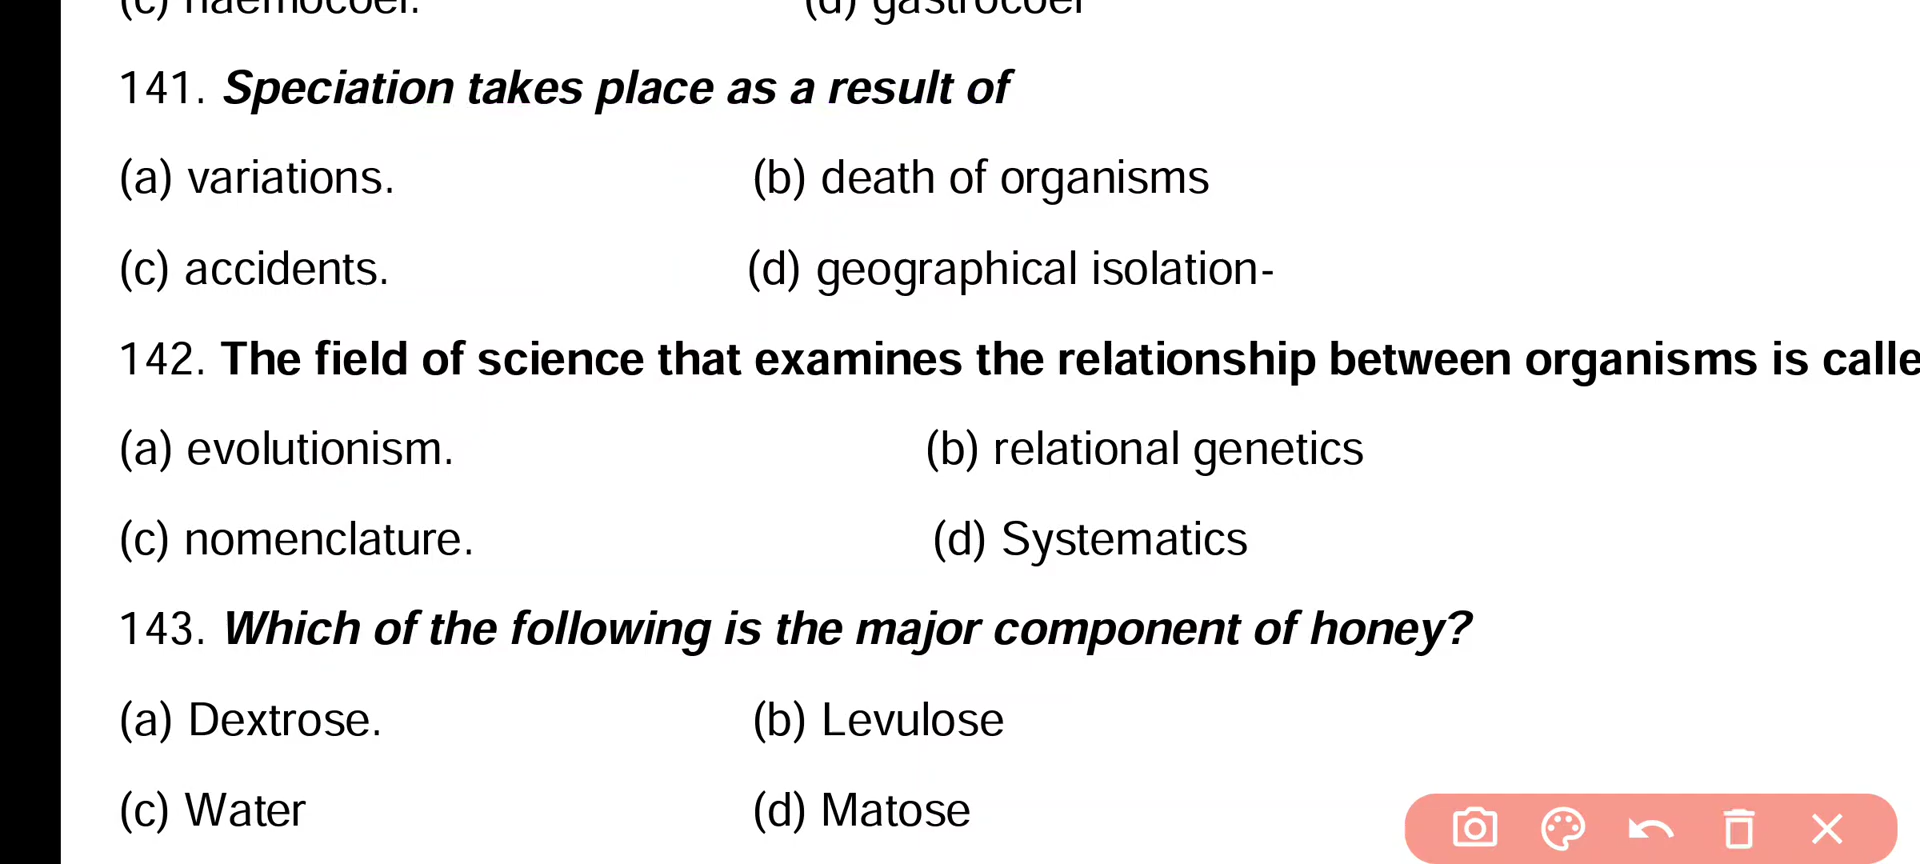 (c) haemocoel. (d) gastrocoel
141. Speciation takes place as a result of
(a) variations. (b) death of organisms
(c) accidents. (d) geographical isolation-
142. The field of science that examines the relationship between organisms is calle
(a) evolutionism. (b) relational genetics
(c) nomenclature. (d) Systematics
143. Which of the following is the major component of honey?
(a) Dextrose. (b) Levulose
(c) Water (d) Matose